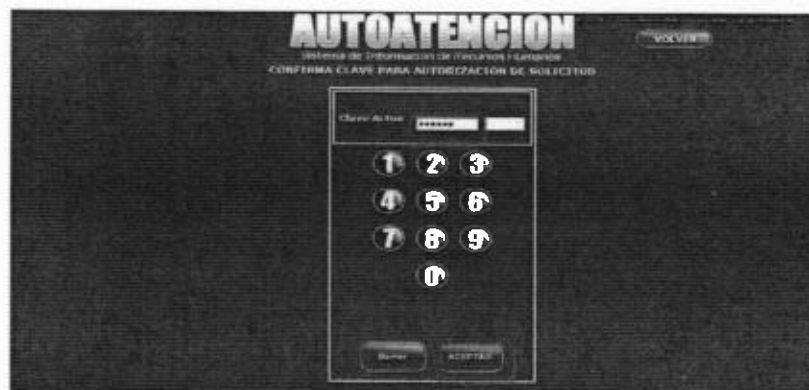 AUTOATENCION
VOLVER
Sistema de Informacion de Recursos Humanos
CONFIRMA CLAVE PARA AUTORIZACION DE SOLICITUD
Clave Actual
******
1 2 3
4 5 6
7 8 9
0
Borrar ACEPTAR